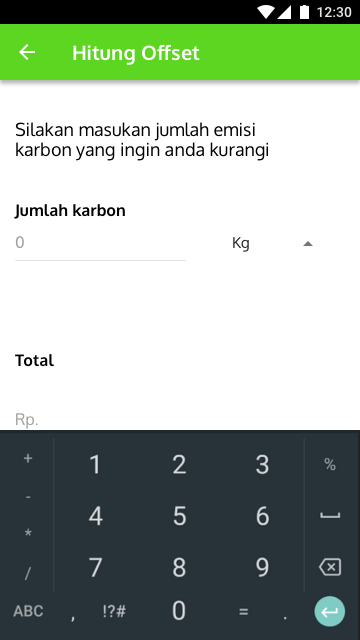 12:30
Hitung Offset
Silakan masukan jumlah emisi
karbon yang ingin anda kurangi
Jumlah karbon
0 Kg
Total
Rp.
+ 1 2 3 %
- 4 5 6
* 7 8 9
/
ABC , !?# 0 = .